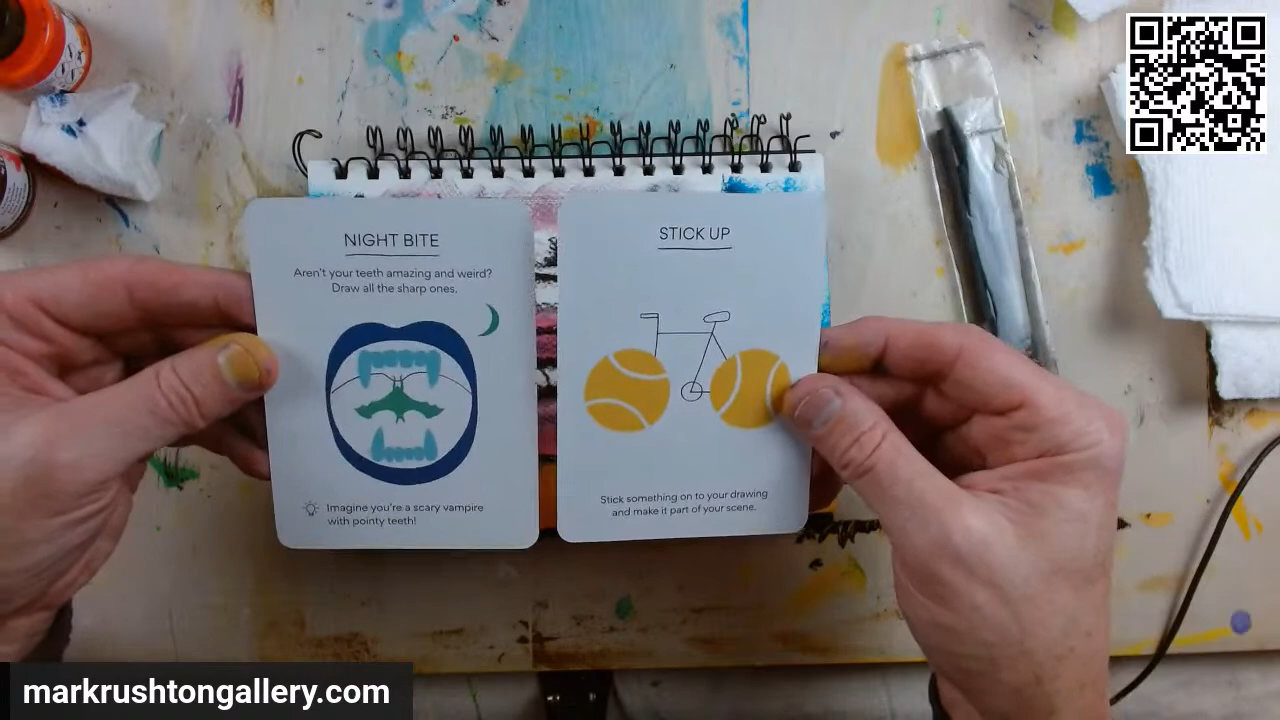 NIGHT BITE
Aren't your teeth amazing and weird?
Draw all the sharp ones.
Imagine you're a scary vampire
with pointy teeth!
STICK UP
Stick something on to your drawing
and make it part of your scene.
markrushtongallery.com